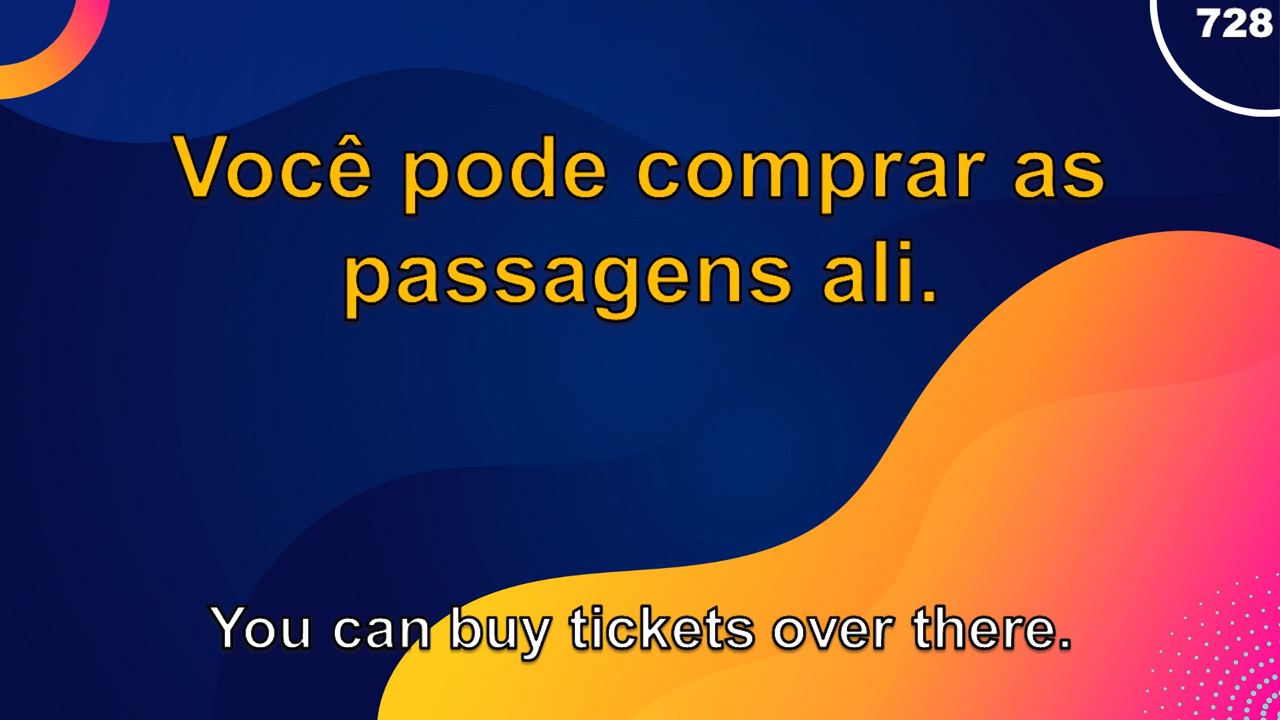 728
Você pode comprar as
passagens ali.
You can buy tickets over there.